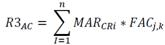 R3_{AC} = \sum_{I=1}^{n} MAR_{CRi} * FAC_{j,k}